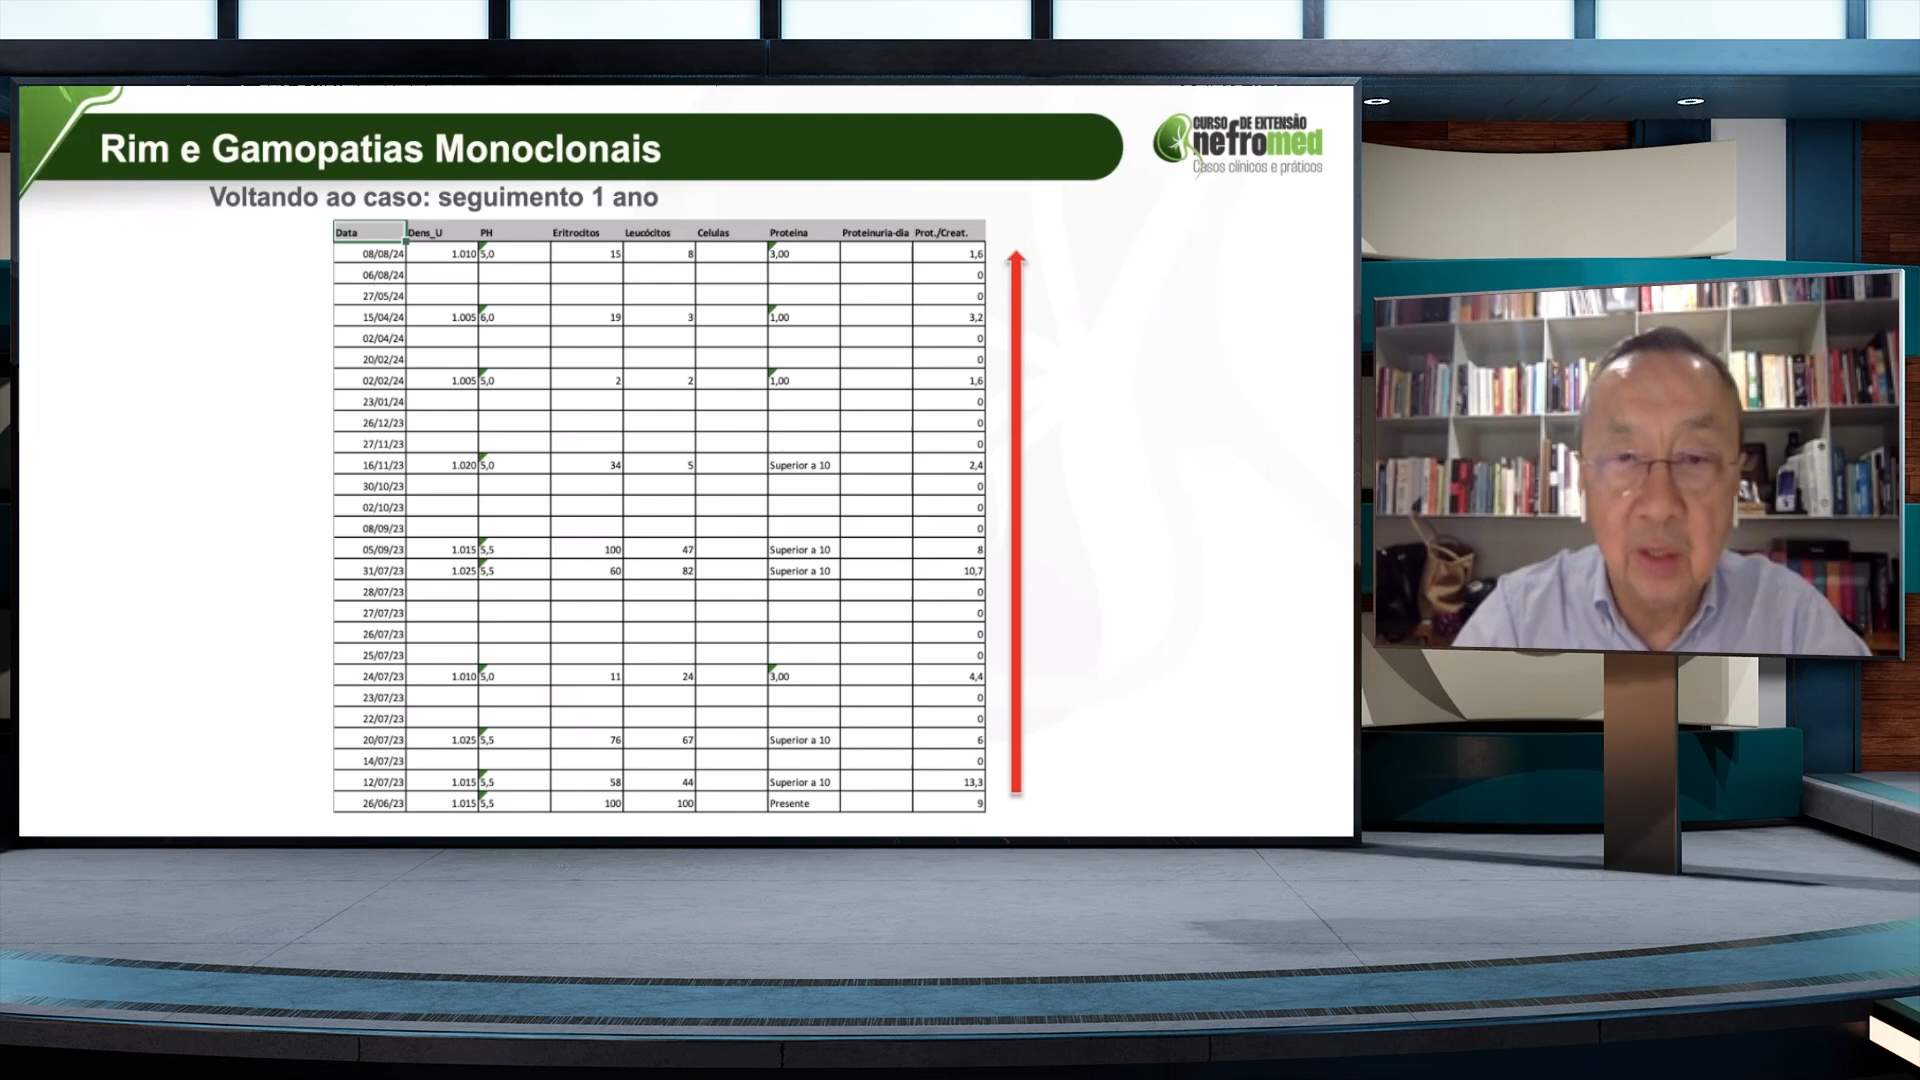 Rim e Gamopatias Monoclonais
CURSO DE EXTENSÃO
nefromed
Casos clínicos e práticos
Voltando ao caso: seguimento 1 ano
Data Dens_U PH Eritrocitos Leucócitos Celulas Proteina Proteinuria-dia Prot./Creat.
08/08/24 1.010 5,0 15 8 3,00 1,6
06/08/24 0
27/05/24 0
15/04/24 1.005 6,0 19 3 1,00 3,2
02/04/24 0
20/02/24 0
02/02/24 1.005 5,0 2 2 1,00 1,6
23/01/24 0
26/12/23 0
27/11/23 0
16/11/23 1.020 5,0 34 5 Superior a 10 2,4
30/10/23 0
02/10/23 0
08/09/23 0
05/09/23 1.015 5,5 100 47 Superior a 10 8
31/07/23 1.025 5,5 60 82 Superior a 10 10,7
28/07/23 0
27/07/23 0
26/07/23 0
25/07/23 0
24/07/23 1.010 5,0 11 24 3,00 4,4
23/07/23 0
22/07/23 0
20/07/23 1.025 5,5 76 67 Superior a 10 6
14/07/23 0
12/07/23 1.015 5,5 58 44 Superior a 10 13,3
26/06/23 1.015 5,5 100 100 Presente 9